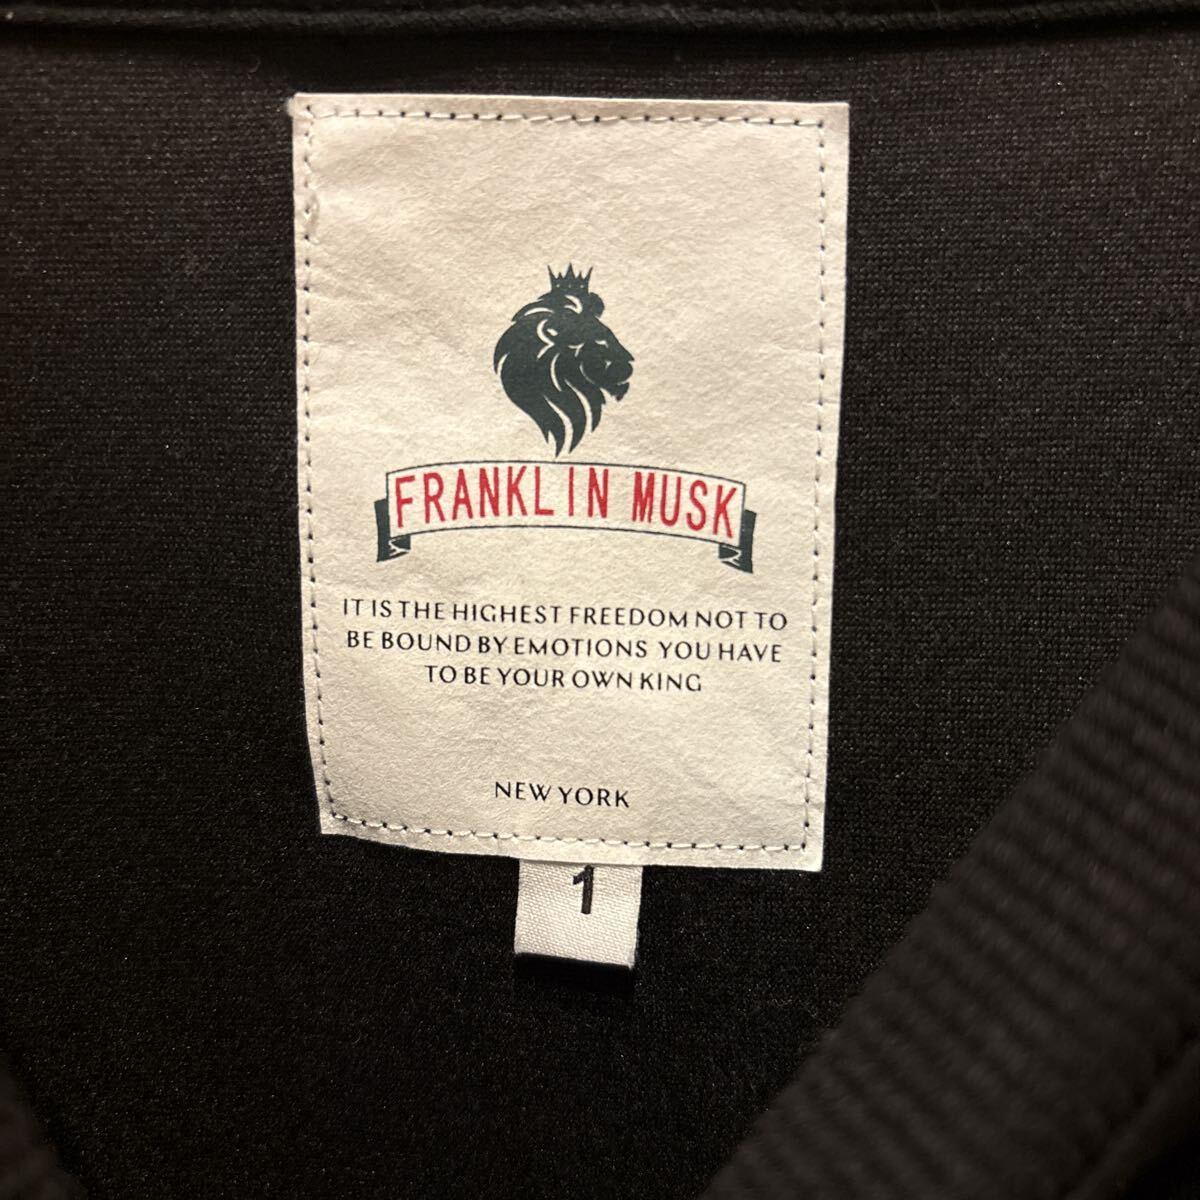 FRANKLIN MUSK
IT IS THE HIGHEST FREEDOM NOT TO
BE BOUND BY EMOTIONS YOU HAVE
TO BE YOUR OWN KING
NEW YORK
1